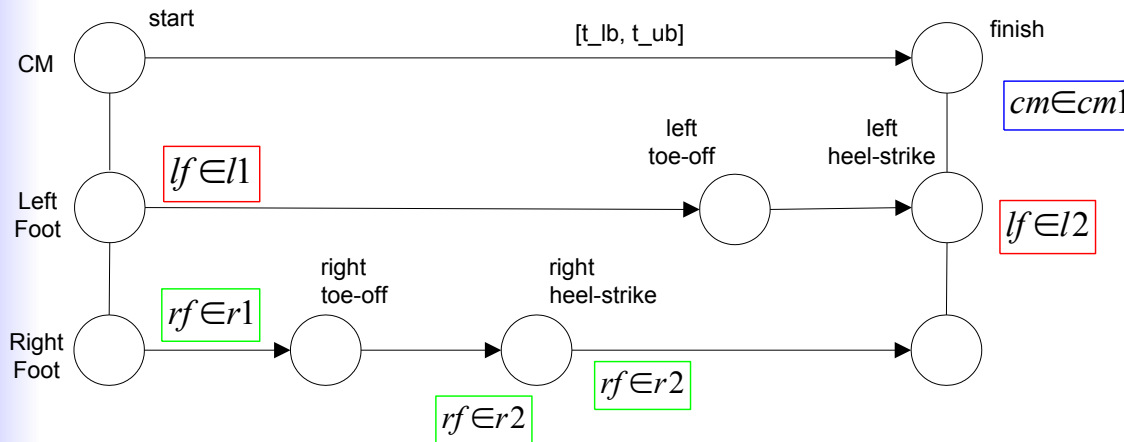 start
[t_lb, t_ub]
finish
CM
cm∈cm1
left
toe-off
left
heel-strike
lf∈l1
Left
Foot
lf∈l2
right
toe-off
right
heel-strike
rf∈r1
Right
Foot
rf∈r2
rf∈r2